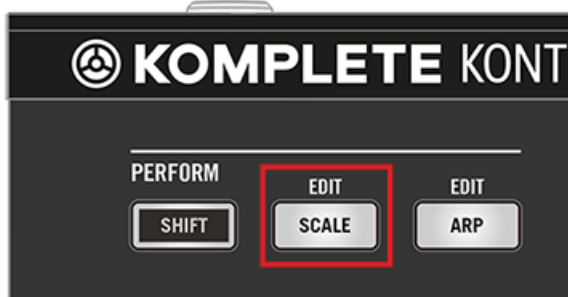 KOMPLETE KONT
PERFORM
EDIT
EDIT
SHIFT
SCALE
ARP